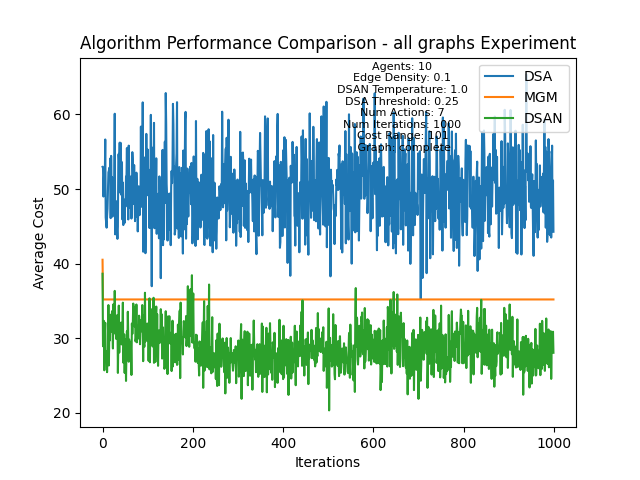 Algorithm Performance Comparison - all graphs Experiment
Agents: 10
Edge Density: 0.1
DSAN Temperature: 1.0
DSA Threshold: 0.25
Num Actions: 7
Num Iterations: 1000
Cost Range: 101
Graph: complete
DSA
MGM
DSAN
Average Cost
60
50
40
30
20
0
200
400
600
800
1000
Iterations